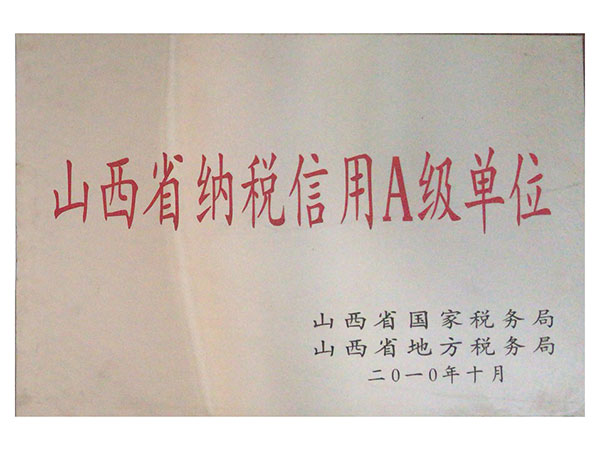 山西省纳税信用A级单位
山西省国家税务局
山西省地方税务局
二〇一〇年十月